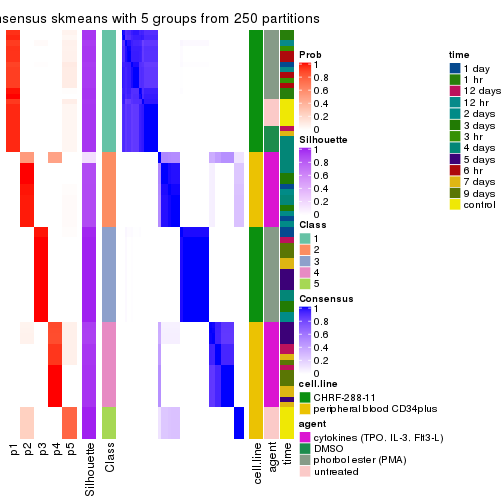 nsensus skmeans with 5 groups from 250 partitions
Prob
1
0.8
0.6
0.4
0.2
0
Silhouette
1
0.8
0.6
0.4
0.2
0
Class
1
2
3
4
5
Consensus
1
0.8
0.6
0.4
0.2
0
cell.line
CHRF-288-11
peripheral blood CD34plus
agent
cytokines (TPO, IL-3, Flt3-L)
DMSO
phorbol ester (PMA)
untreated
time
1 day
1 hr
12 days
12 hr
2 days
3 days
3 hr
4 days
5 days
6 hr
7 days
9 days
control
p1
p2
p3
p4
p5
Silhouette
Class
cell.line
agent
time